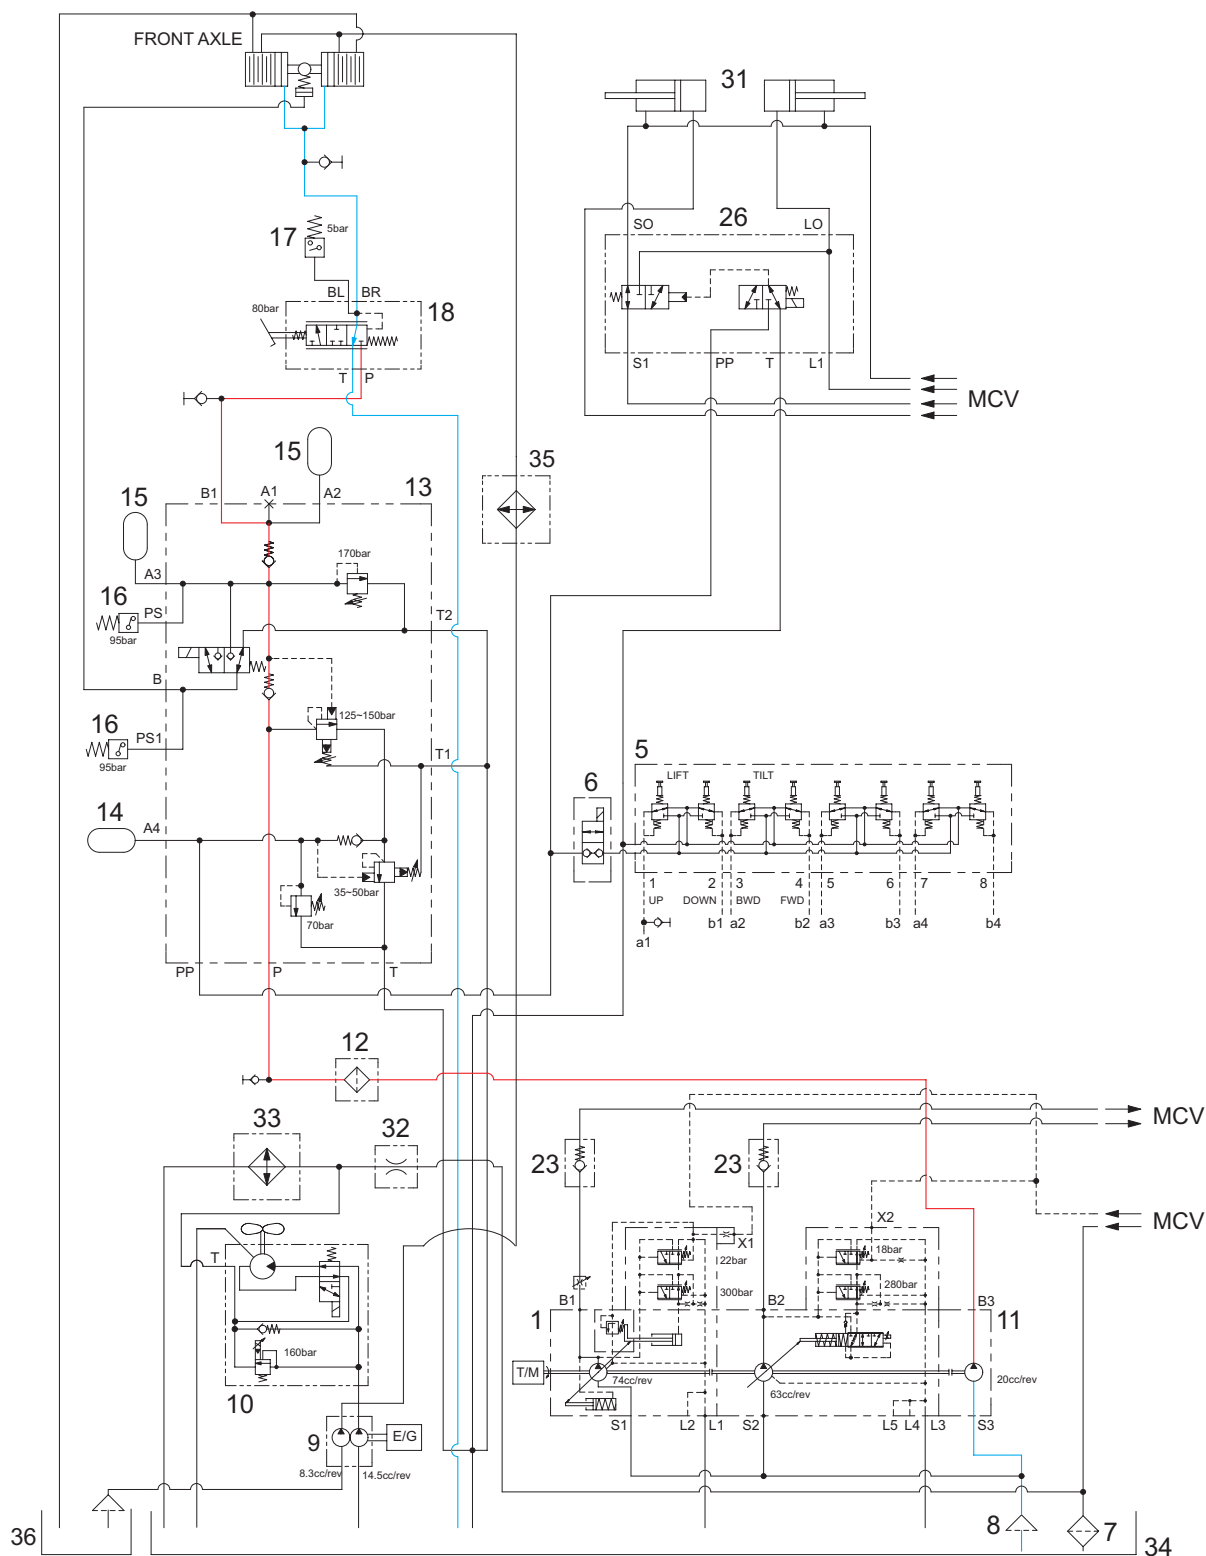 FRONT AXLE
31
SO
26
LO
17
5bar
BL
BR
18
80bar
T
P
S1
PP
T
L1
MCV
15
35
B1
A1
A2
13
15
A3
170bar
16
PS
95bar
T2
B
125~150bar
16
PS1
95bar
T1
5
LIFT
TILT
6
14
A4
35~50bar
70bar
1
2
3
4
5
6
7
8
UP
DOWN
BWD
FWD
a1
b1
a2
b2
a3
b3
a4
b4
PP
P
T
12
33
32
MCV
23
23
MCV
X1
X2
T
22bar
18bar
300bar
280bar
160bar
B1
1
B2
B3
11
T/M
74cc/rev
63cc/rev
20cc/rev
10
S1
L2
L1
S2
L5
L4
L3
S3
9
E/G
8.3cc/rev
14.5cc/rev
36
8
7
34